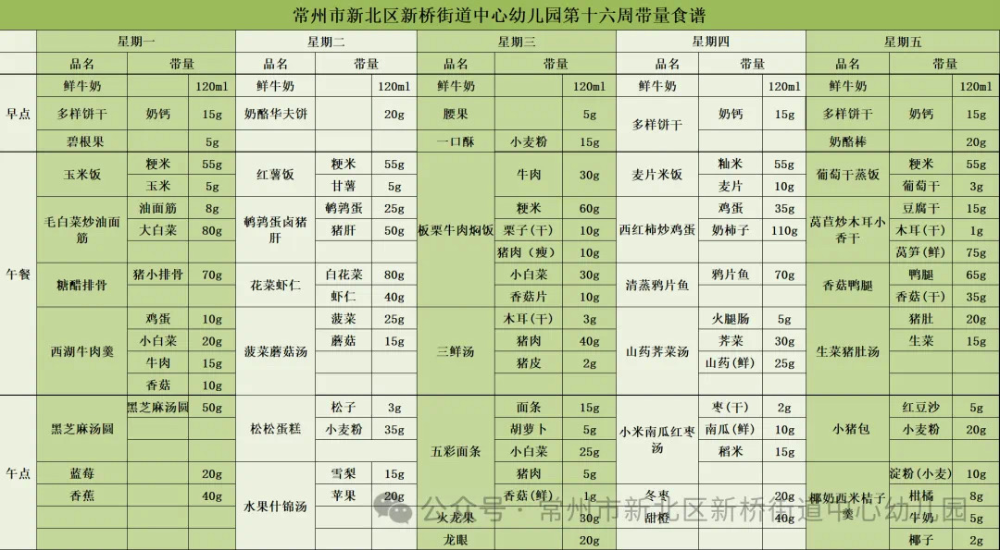 常州市新北区新桥街道中心幼儿园第十六周带量食谱
星期一 星期二 星期三 星期四 星期五
品名 带量 品名 带量 品名 带量 品名 带量 品名 带量
早点
鲜牛奶 120ml 鲜牛奶 120ml 鲜牛奶 120ml 鲜牛奶 120ml 鲜牛奶 120ml
多样饼干 奶钙 15g 奶酪华夫饼 20g 腰果 5g 多样饼干 奶钙 15g 多样饼干 奶钙 15g
碧根果 5g 一口酥 小麦粉 15g 奶酪棒 20g
午餐
玉米饭 粳米 55g 红薯饭 粳米 55g 板栗牛肉焖饭 牛肉 30g 麦片米饭 籼米 55g 葡萄干蒸饭 粳米 55g
玉米 5g 甘薯 5g 麦片 10g 葡萄干 3g
毛白菜炒油面筋 油面筋 8g 鹌鹑蛋卤猪肝 鹌鹑蛋 25g 粳米 60g 西红柿炒鸡蛋 鸡蛋 35g 莴苣炒木耳小香干 豆腐干 15g
大白菜 80g 猪肝 50g 栗子(干) 10g 奶柿子 110g 木耳(干) 1g
猪肉（瘦） 10g 莴笋(鲜) 75g
糖醋排骨 猪小排骨 70g 花菜虾仁 白花菜 80g 小白菜 30g 清蒸鸦片鱼 鸦片鱼 70g 香菇鸭腿 鸭腿 65g
虾仁 40g 香菇片 10g 香菇(干) 35g
西湖牛肉羹 鸡蛋 10g 菠菜蘑菇汤 菠菜 25g 三鲜汤 木耳(干) 3g 山药荠菜汤 火腿肠 5g 生菜猪肚汤 猪肚 20g
小白菜 20g 蘑菇 15g 猪肉 40g 荠菜 30g 生菜 15g
牛肉 15g 猪皮 2g 山药(鲜) 25g
香菇 10g
午点
黑芝麻汤圆 黑芝麻汤圆 50g 松松蛋糕 松子 3g 五彩面条 面条 15g 小米南瓜红枣汤 枣(干) 2g 小猪包 红豆沙 5g
小麦粉 35g 胡萝卜 5g 南瓜(鲜) 10g 小麦粉 20g
小白菜 25g 稻米 15g
蓝莓 20g 水果什锦汤 雪梨 15g 猪肉 5g 椰奶西米桔子羹 淀粉(小麦) 10g
香蕉 40g 苹果 20g 香菇(鲜) 1g 冬枣 20g 柑橘 8g
火龙果 30g 甜橙 40g 牛奶 5g
龙眼 20g 椰子 2g
公众号·常州市新北区新桥街道中心幼儿园